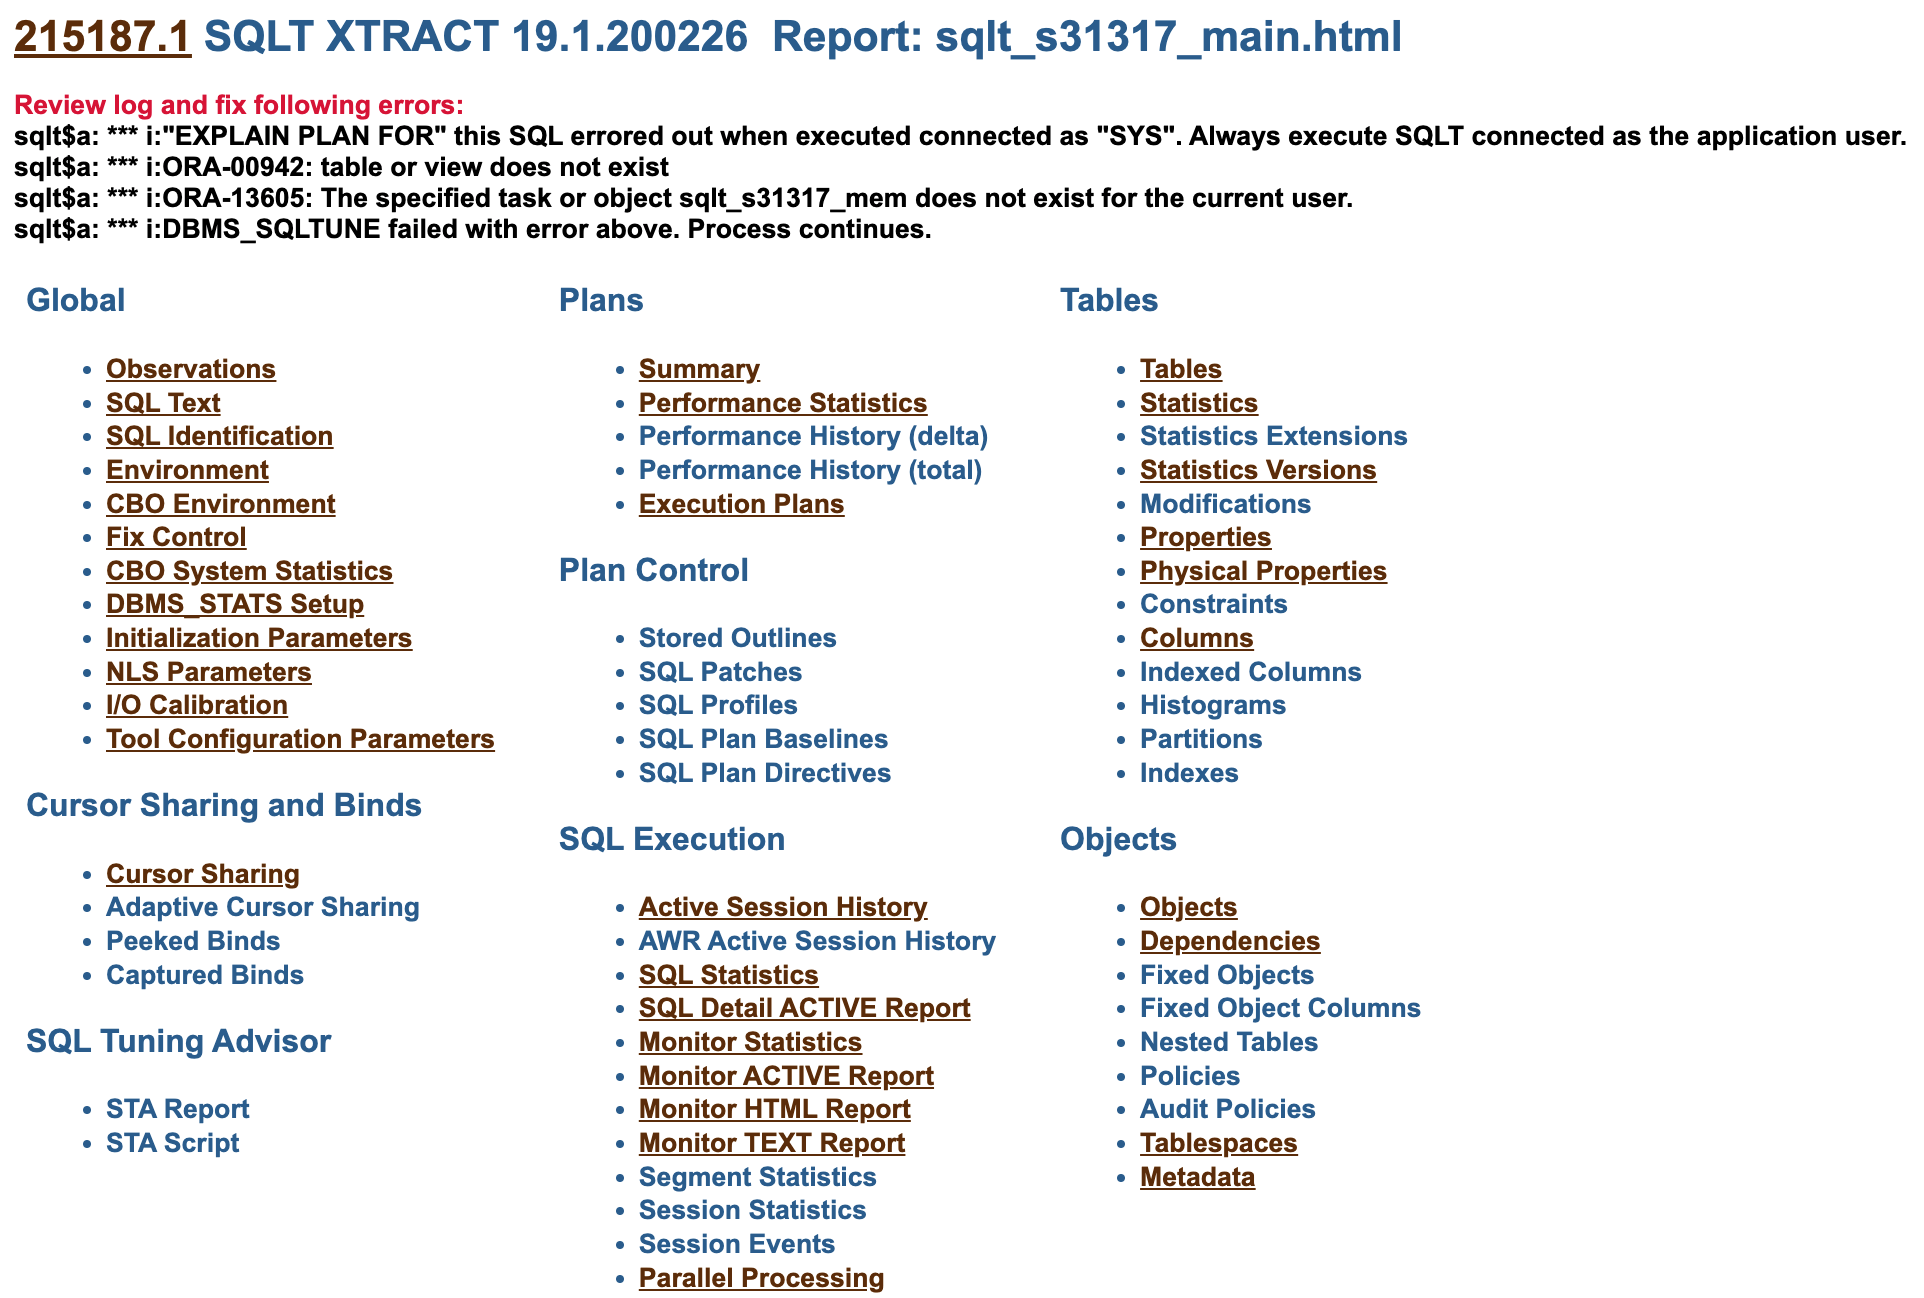 215187.1 SQLT XTRACT 19.1.200226  Report: sqlt_s31317_main.html
Review log and fix following errors:
sqlt$a: *** i:"EXPLAIN PLAN FOR" this SQL errored out when executed connected as "SYS". Always execute SQLT connected as the application user.
sqlt$a: *** i:ORA-00942: table or view does not exist
sqlt$a: *** i:ORA-13605: The specified task or object sqlt_s31317_mem does not exist for the current user.
sqlt$a: *** i:DBMS_SQLTUNE failed with error above. Process continues.
Global
Observations
SQL Text
SQL Identification
Environment
CBO Environment
Fix Control
CBO System Statistics
DBMS_STATS Setup
Initialization Parameters
NLS Parameters
I/O Calibration
Tool Configuration Parameters
Cursor Sharing and Binds
Cursor Sharing
Adaptive Cursor Sharing
Peeked Binds
Captured Binds
SQL Tuning Advisor
STA Report
STA Script
Plans
Summary
Performance Statistics
Performance History (delta)
Performance History (total)
Execution Plans
Plan Control
Stored Outlines
SQL Patches
SQL Profiles
SQL Plan Baselines
SQL Plan Directives
SQL Execution
Active Session History
AWR Active Session History
SQL Statistics
SQL Detail ACTIVE Report
Monitor Statistics
Monitor ACTIVE Report
Monitor HTML Report
Monitor TEXT Report
Segment Statistics
Session Statistics
Session Events
Parallel Processing
Tables
Tables
Statistics
Statistics Extensions
Statistics Versions
Modifications
Properties
Physical Properties
Constraints
Columns
Indexed Columns
Histograms
Partitions
Indexes
Objects
Objects
Dependencies
Fixed Objects
Fixed Object Columns
Nested Tables
Policies
Audit Policies
Tablespaces
Metadata